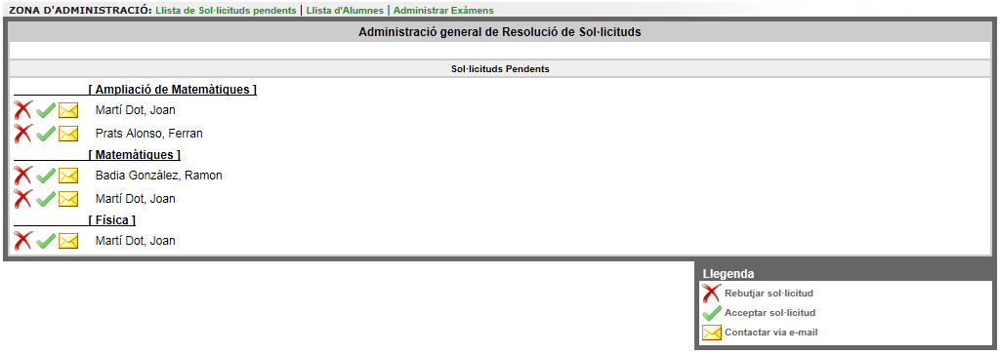 ZONA D'ADMINISTRACIÓ: Llista de Sol·licituds pendents | Llista d'Alumnes | Administrar Exàmens
Administració general de Resolució de Sol·licituds
Sol·licituds Pendents
[ Ampliació de Matemàtiques ]
Martí Dot, Joan
Prats Alonso, Ferran
[ Matemàtiques ]
Badia González, Ramon
Martí Dot, Joan
[ Física ]
Martí Dot, Joan
Llegenda
Rebutjar sol·licitud
Acceptar sol·licitud
Contactar via e-mail